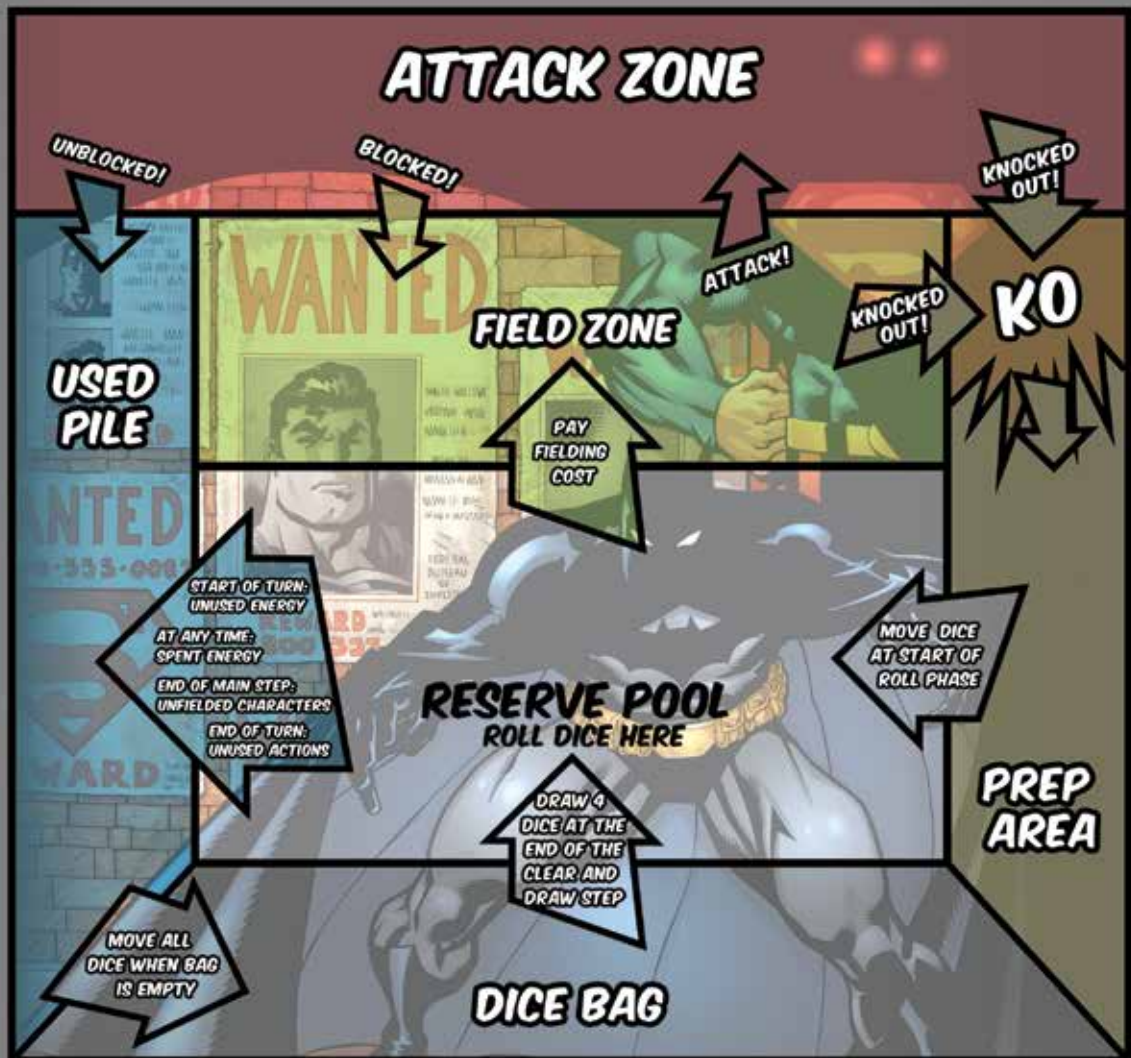 ATTACK ZONE
UNBLOCKED!
BLOCKED!
ATTACK!
KNOCKED
OUT!
WANTED
FIELD ZONE
KNOCKED
OUT!
KO
USED
PILE
PAY
FIELDING
COST
START OF TURN:
UNUSED ENERGY
AT ANY TIME:
SPENT ENERGY
END OF MAIN STEP:
UNFIELDED CHARACTERS
END OF TURN:
UNUSED ACTIONS
REWARD
RESERVE POOL
ROLL DICE HERE
MOVE DICE
AT START OF
ROLL PHASE
PREP
AREA
DRAW 4
DICE AT THE
END OF THE
CLEAR AND
DRAW STEP
MOVE ALL
DICE WHEN BAG
IS EMPTY
DICE BAG